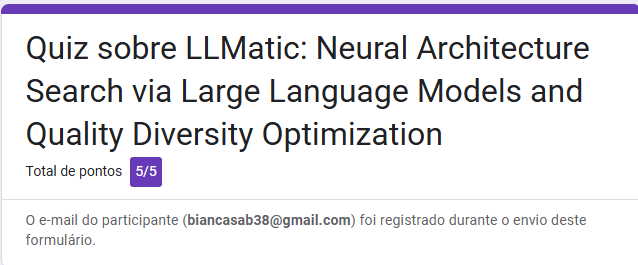 Quiz sobre LLMatic: Neural Architecture
Search via Large Language Models and
Quality Diversity Optimization
Total de pontos 5/5
O e-mail do participante (biancasab38@gmail.com) foi registrado durante o envio deste
formulário.